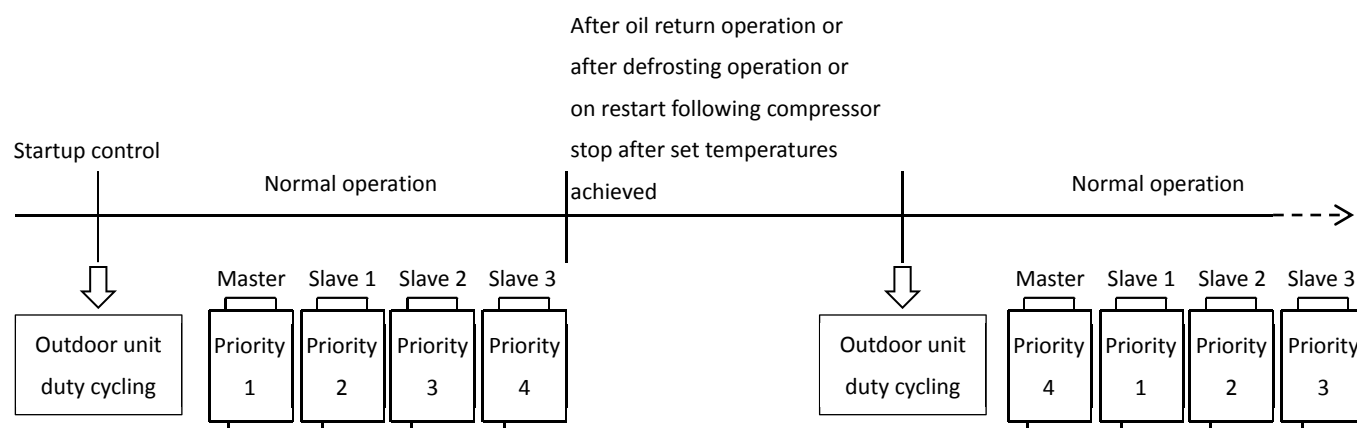 After oil return operation or
after defrosting operation or
on restart following compressor
stop after set temperatures
achieved
Startup control
Normal operation
Normal operation
Master Slave 1 Slave 2 Slave 3
Outdoor unit
duty cycling
Priority Priority Priority Priority
1 2 3 4
Outdoor unit
duty cycling
Master Slave 1 Slave 2 Slave 3
Priority Priority Priority Priority
4 1 2 3